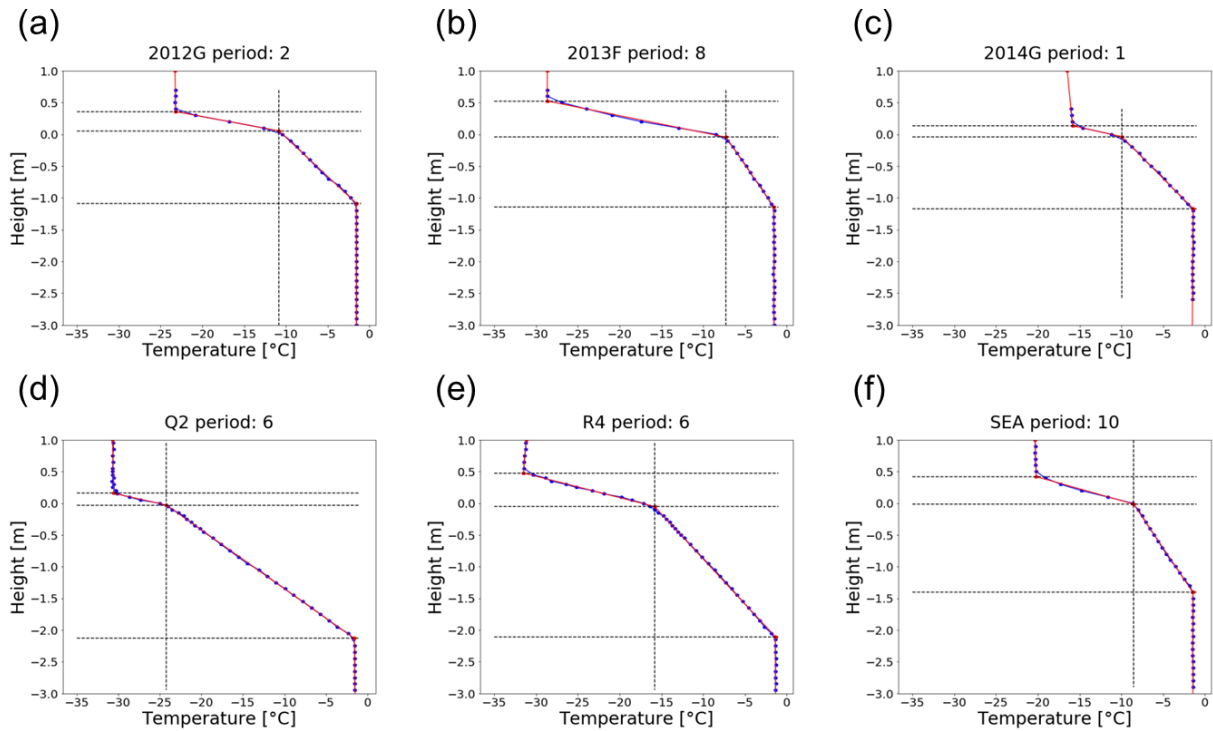 (a)
2012G period: 2
1.0
0.5
0.0
−0.5
−1.0
−1.5
−2.0
−2.5
−3.0
Height [m]
−35 −30 −25 −20 −15 −10 −5 0
Temperature [°C]
(b)
2013F period: 8
1.0
0.5
0.0
−0.5
−1.0
−1.5
−2.0
−2.5
−3.0
Height [m]
−35 −30 −25 −20 −15 −10 −5 0
Temperature [°C]
(c)
2014G period: 1
1.0
0.5
0.0
−0.5
−1.0
−1.5
−2.0
−2.5
−3.0
Height [m]
−35 −30 −25 −20 −15 −10 −5 0
Temperature [°C]
(d)
Q2 period: 6
1.0
0.5
0.0
−0.5
−1.0
−1.5
−2.0
−2.5
−3.0
Height [m]
−35 −30 −25 −20 −15 −10 −5 0
Temperature [°C]
(e)
R4 period: 6
1.0
0.5
0.0
−0.5
−1.0
−1.5
−2.0
−2.5
−3.0
Height [m]
−35 −30 −25 −20 −15 −10 −5 0
Temperature [°C]
(f)
SEA period: 10
1.0
0.5
0.0
−0.5
−1.0
−1.5
−2.0
−2.5
−3.0
Height [m]
−35 −30 −25 −20 −15 −10 −5 0
Temperature [°C]